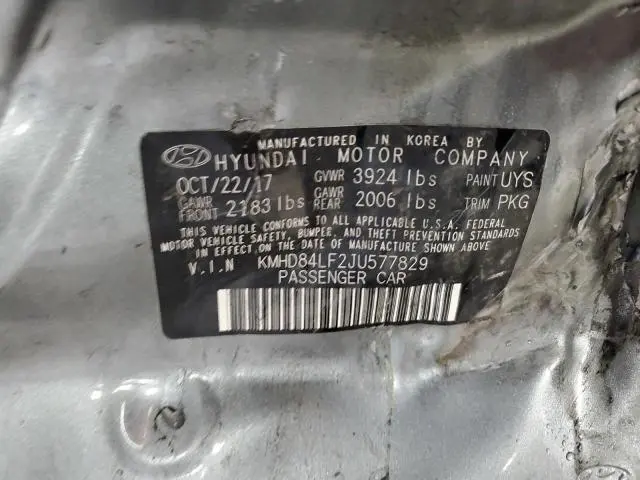 MANUFACTURED IN KOREA BY
HYUNDAI MOTOR COMPANY
OCT/22/17 GVWR 3924 lbs PAINT UYS
GAWR FRONT 2183 lbs GAWR REAR 2006 lbs TRIM PKG
THIS VEHICLE CONFORMS TO ALL APPLICABLE U.S.A. FEDERAL
MOTOR VEHICLE SAFETY, BUMPER, AND THEFT PREVENTION STANDARDS
IN EFFECT ON THE DATE OF MANUFACTURE SHOWN ABOVE.
V.I.N KMHD84LF2JU577829
PASSENGER CAR